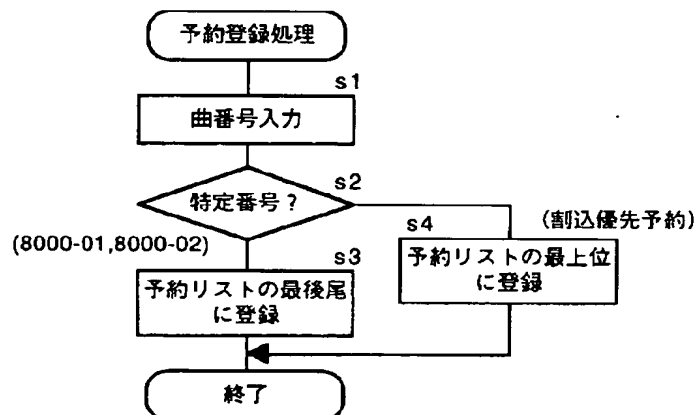 予約登録処理
s1
曲番号入力
s2
特定番号?
s4
(割込優先予約)
(8000-01,8000-02)
s3
予約リストの最上位
に登録
予約リストの最後尾
に登録
終了